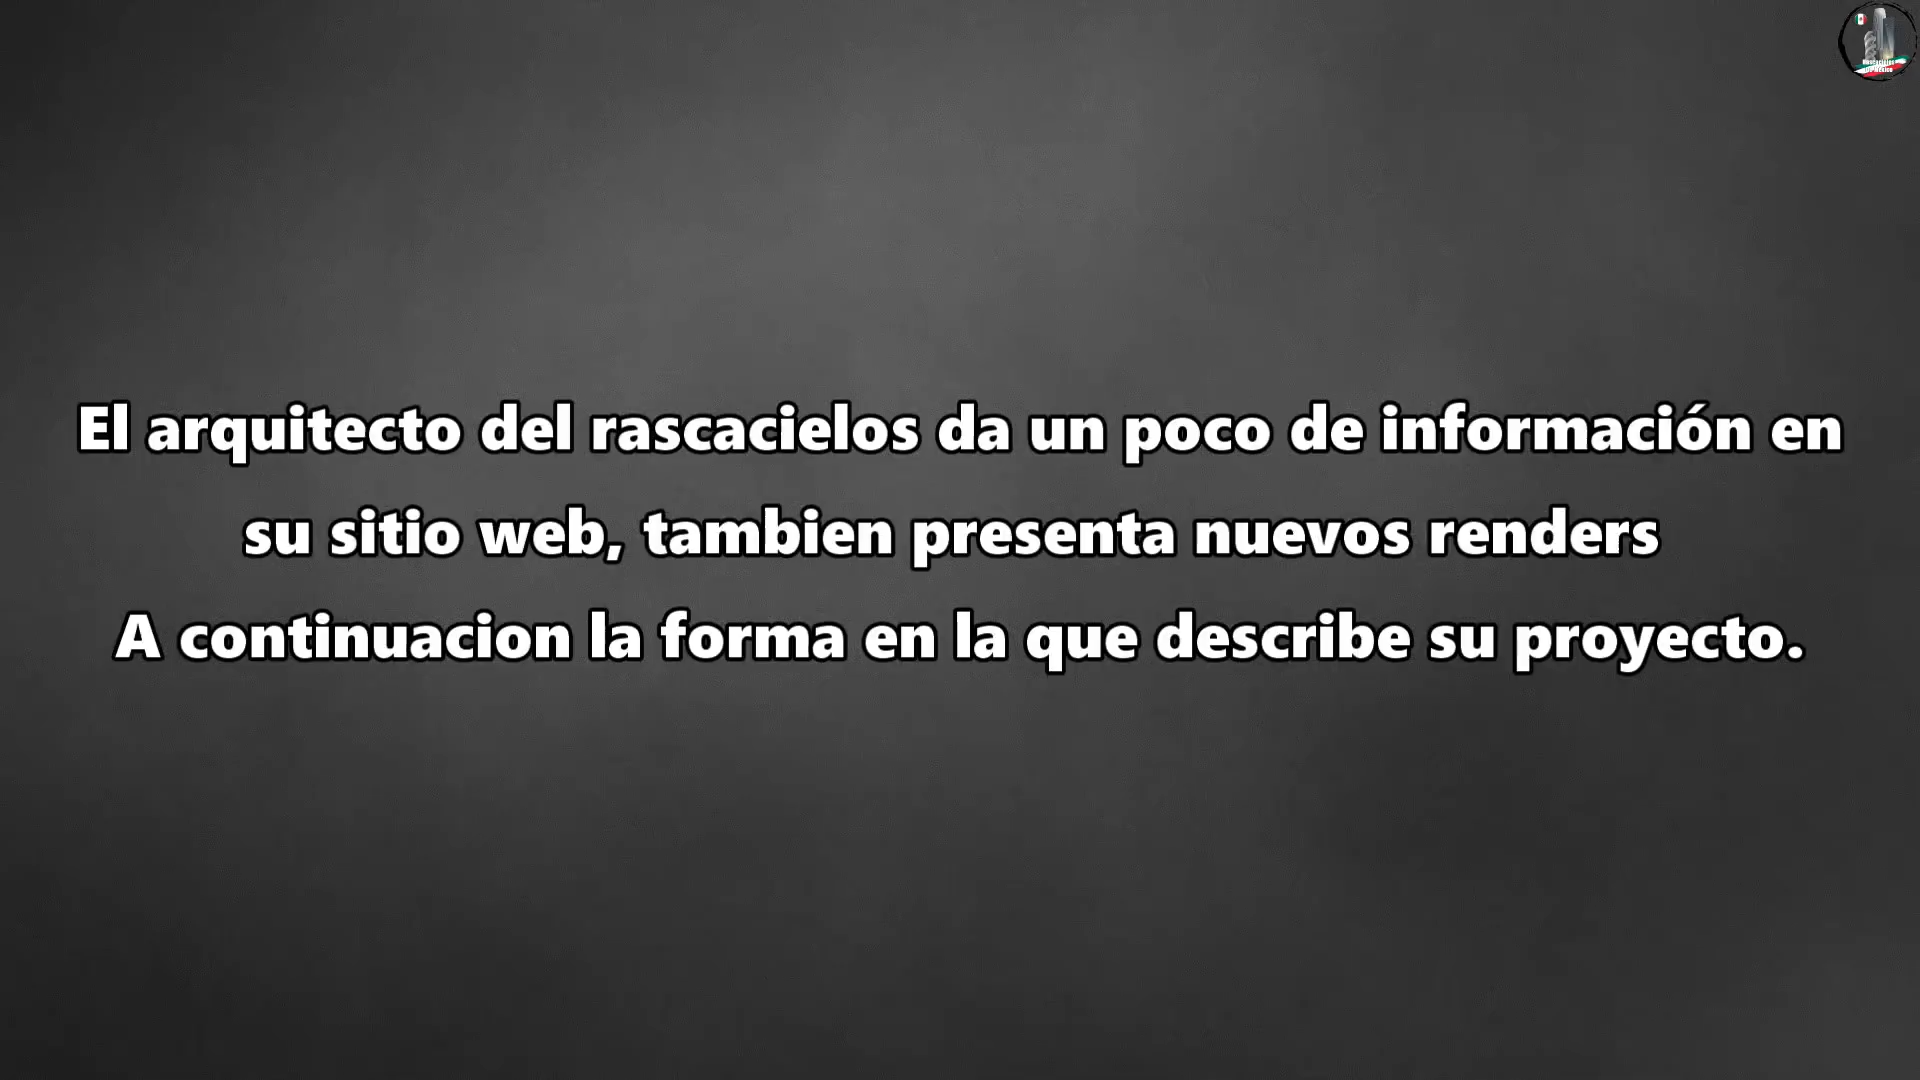 El arquitecto del rascacielos da un poco de información en
su sitio web, tambien presenta nuevos renders
A continuacion la forma en la que describe su proyecto.